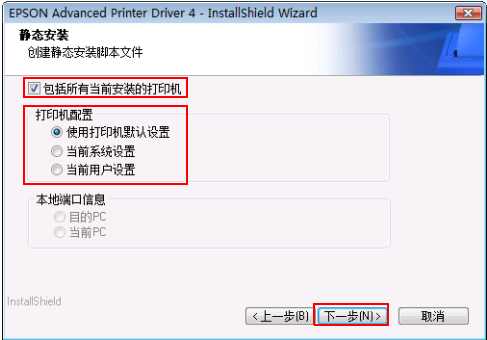 EPSON Advanced Printer Driver 4 - InstallShield Wizard
静态安装
创建静态安装脚本文件
包括所有当前安装的打印机
打印机配置
使用打印机默认设置
当前系统设置
当前用户设置
本地端口信息
目的PC
当前PC
InstallShield
<上一步(B) 下一步(N)> 取消